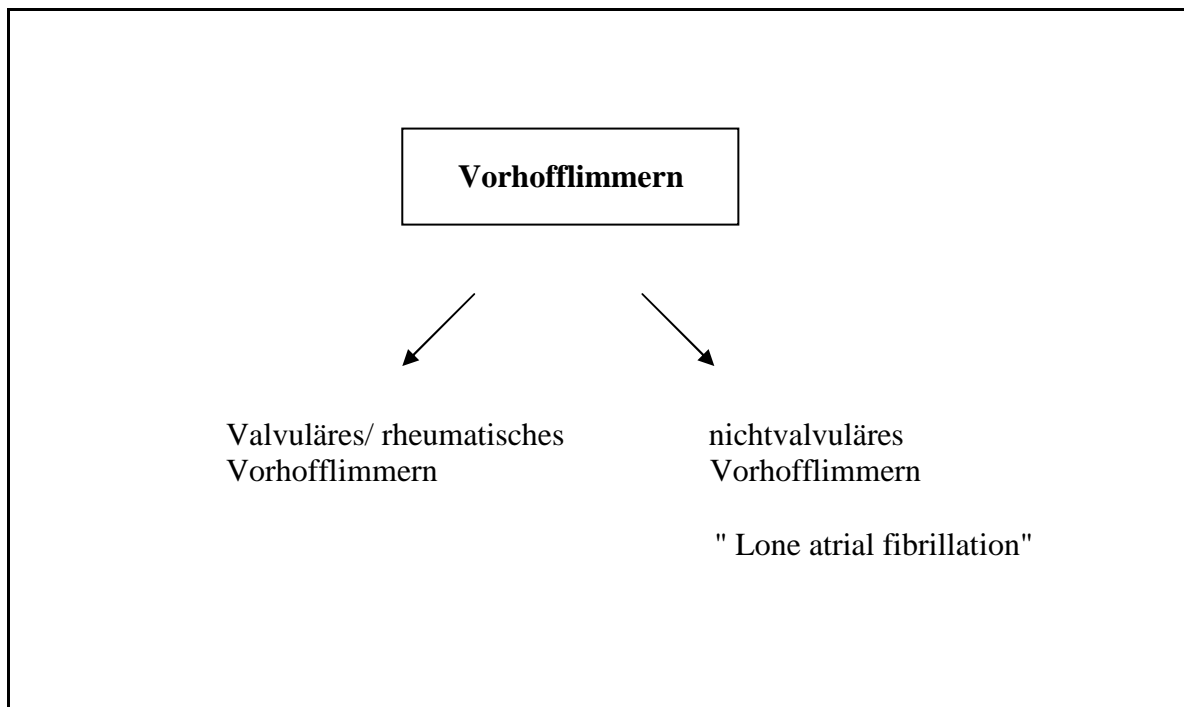 Vorhofflimmern
Valvuläres/ rheumatisches
Vorhofflimmern
nichtvalvuläres
Vorhofflimmern
" Lone atrial fibrillation"